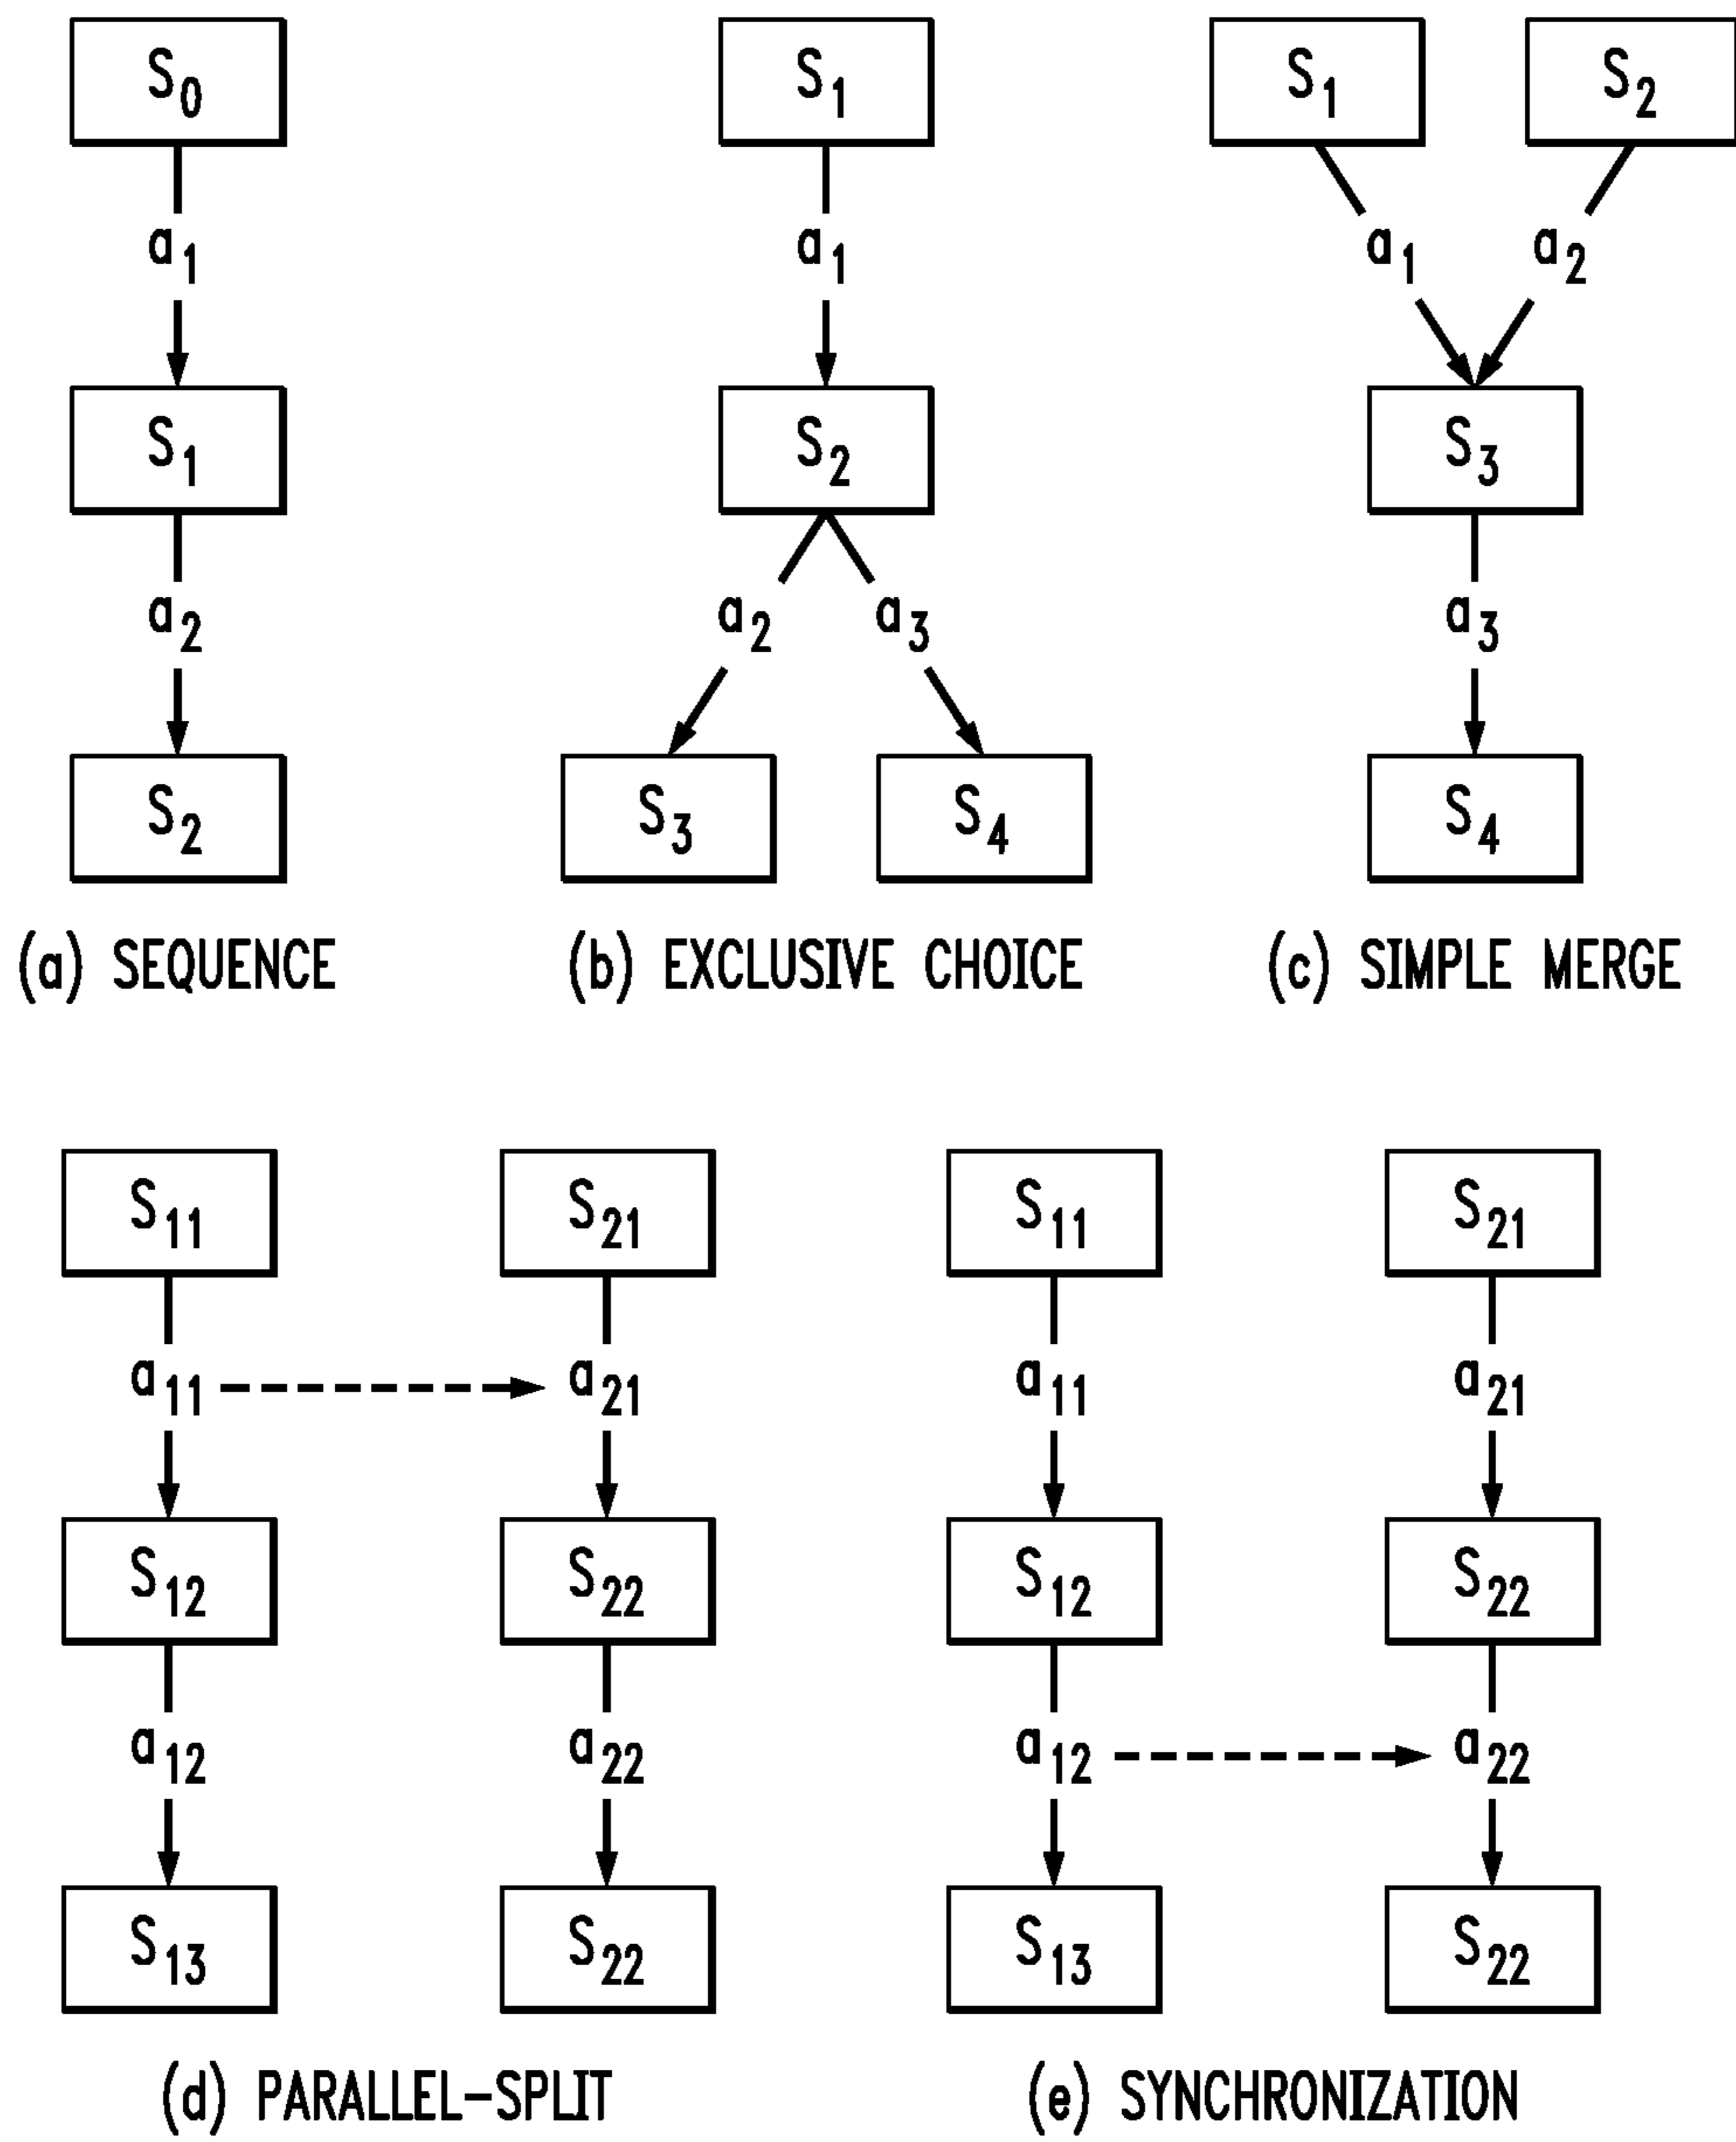 S0 S1 S1 S2
a1 a1 a1 a2
S1 S2 S3
a2 a2 a3 a3
S2 S3 S4 S4
(a) SEQUENCE (b) EXCLUSIVE CHOICE (c) SIMPLE MERGE
S11 S21 S11 S21
a11 a21 a11 a21
S12 S22 S12 S22
a12 a22 a12 a22
S13 S22 S13 S22
(d) PARALLEL-SPLIT (e) SYNCHRONIZATION